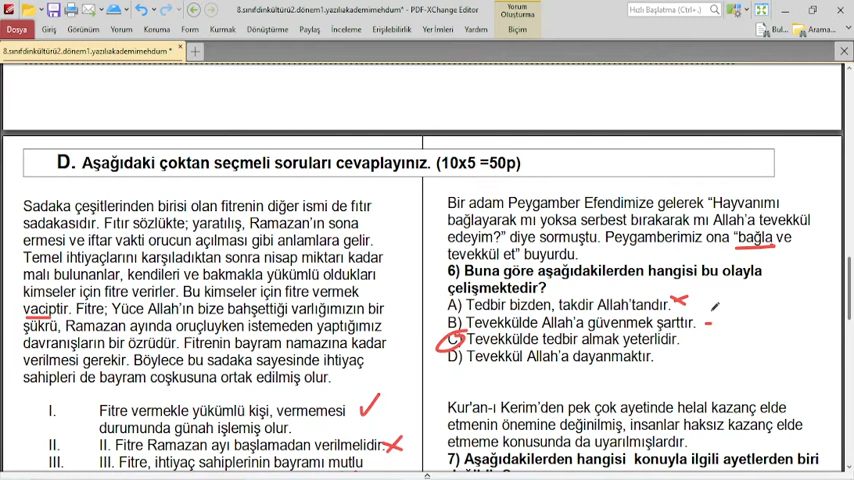 8.sınıfdinkültürü2.dönem1.yazılıakademimehdum* - PDF-XChange Editor
Yorum Oluşturma
Hızlı Başlatma (Ctrl+.)
Dosya Giriş Görünüm Yorum Koruma Form Kurmak Dönüştürme Paylaş İnceleme Erişilebilirlik Yer İmleri Yardım Biçim Bul... Arama...
8.sınıfdinkültürü2.dönem1.yazılıakademimehdum *
D. Aşağıdaki çoktan seçmeli soruları cevaplayınız. (10x5 =50p)
Sadaka çeşitlerinden birisi olan fitrenin diğer ismi de fıtır
sadakasıdır. Fıtır sözlükte; yaratılış, Ramazan’ın sona
ermesi ve iftar vakti orucun açılması gibi anlamlara gelir.
Temel ihtiyaçlarını karşıladıktan sonra nisap miktarı kadar
malı bulunanlar, kendileri ve bakmakla yükümlü oldukları
kimseler için fitre verirler. Bu kimseler için fitre vermek
vaciptir. Fitre; Yüce Allah’ın bize bahşettiği varlığımızın bir
şükrü, Ramazan ayında oruçluyken istemeden yaptığımız
davranışların bir özrüdür. Fitrenin bayram namazına kadar
verilmesi gerekir. Böylece bu sadaka sayesinde ihtiyaç
sahipleri de bayram coşkusuna ortak edilmiş olur.
I. Fitre vermekle yükümlü kişi, vermemesi
durumunda günah işlemiş olur.
II. II. Fitre Ramazan ayı başlamadan verilmelidir.
III. III. Fitre, ihtiyaç sahiplerinin bayramı mutlu
Bir adam Peygamber Efendimize gelerek “Hayvanımı
bağlayarak mı yoksa serbest bırakarak mı Allah’a tevekkül
edeyim?” diye sormuştu. Peygamberimiz ona “bağla ve
tevekkül et” buyurdu.
6) Buna göre aşağıdakilerden hangisi bu olayla
çelişmektedir?
A) Tedbir bizden, takdir Allah’tandır.
B) Tevekkülde Allah’a güvenmek şarttır.
C) Tevekkülde tedbir almak yeterlidir.
D) Tevekkül Allah’a dayanmaktır.
Kur'an-ı Kerim’den pek çok ayetinde helal kazanç elde
etmenin önemine değinilmiş, insanlar haksız kazanç elde
etmeme konusunda da uyarılmışlardır.
7) Aşağıdakilerden hangisi konuyla ilgili ayetlerden biri